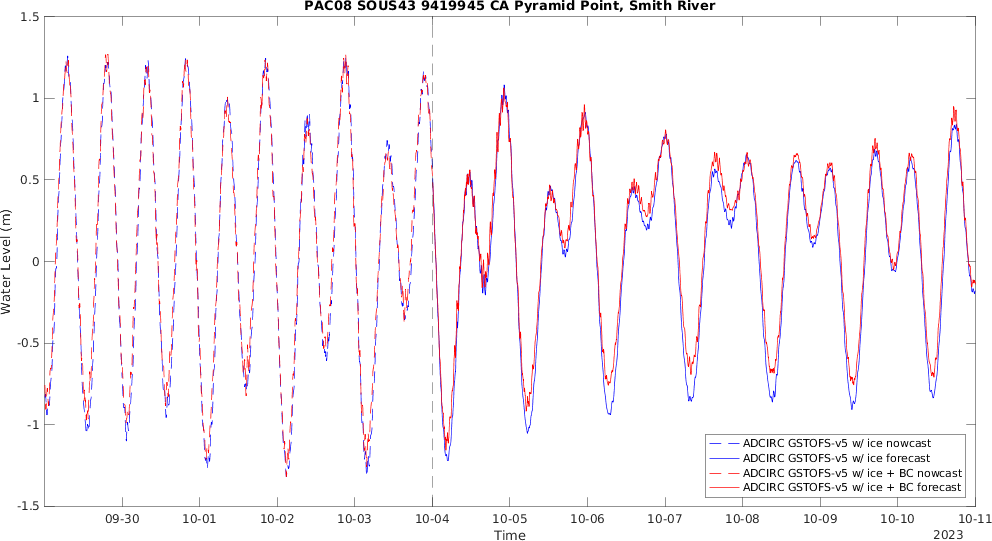 PAC08 SOUS43 9419945 CA Pyramid Point, Smith River
Water Level (m)
1.5
1
0.5
0
-0.5
-1
-1.5
09-30 10-01 10-02 10-03 10-04 10-05 10-06 10-07 10-08 10-09 10-10 10-11
Time
2023
ADCIRC GSTOFS-v5 w/ ice nowcast
ADCIRC GSTOFS-v5 w/ ice forecast
ADCIRC GSTOFS-v5 w/ ice + BC nowcast
ADCIRC GSTOFS-v5 w/ ice + BC forecast